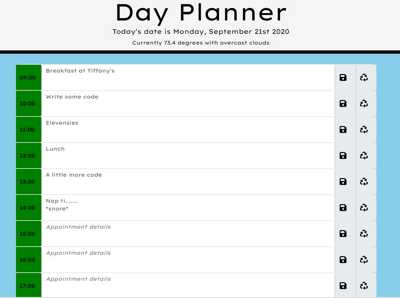 Day Planner
Today's date is Monday, September 21st 2020
Currently 73.4 degrees with overcast clouds
09:00
Breakfast at Tiffany's
10:00
Write some code
11:00
Elevensies
12:00
Lunch
13:00
A little more code
14:00
Nap ti......
*snore*
15:00
Appointment details
16:00
Appointment details
17:00
Appointment details